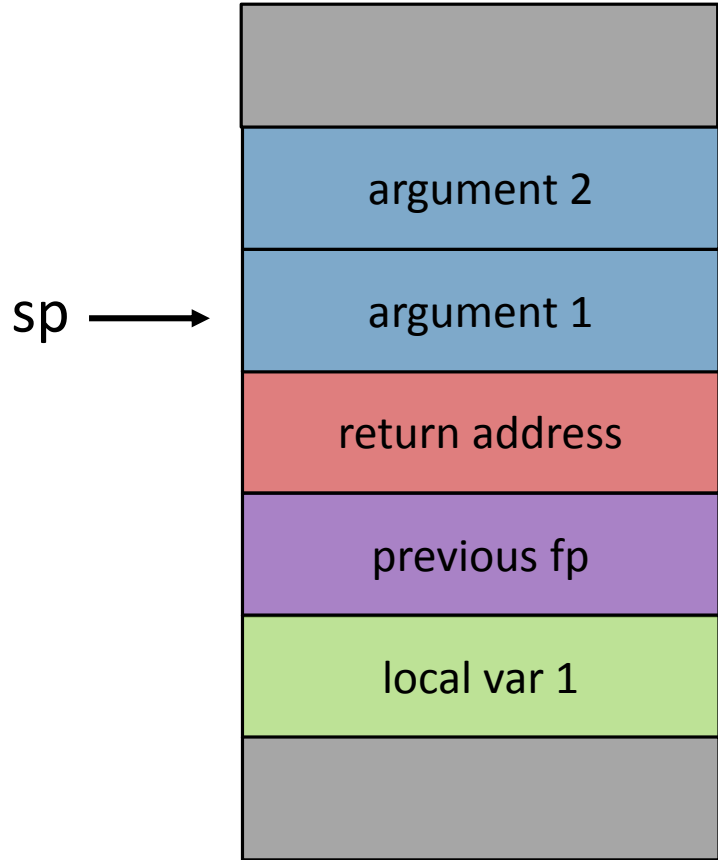 argument 2
sp
argument 1
return address
previous fp
local var 1